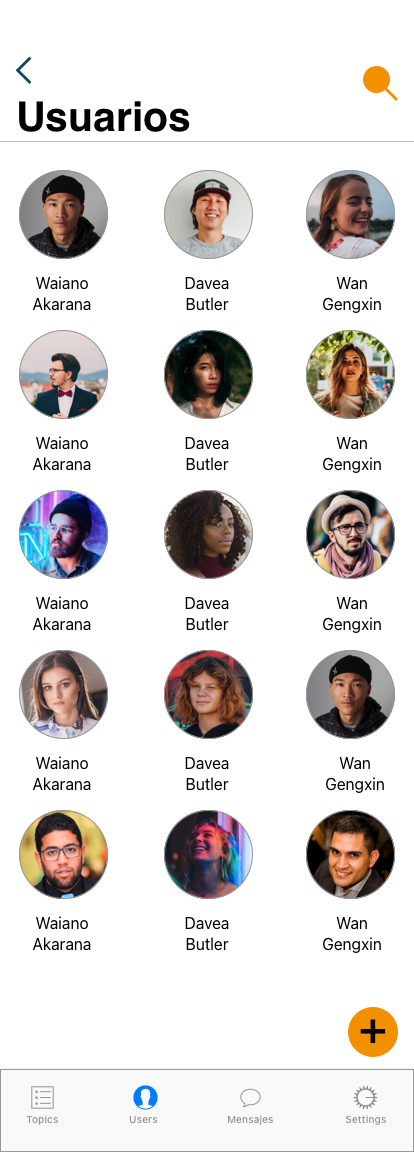 Usuarios
Waiano
Akarana
Davea
Butler
Wan
Gengxin
Waiano
Akarana
Davea
Butler
Wan
Gengxin
Waiano
Akarana
Davea
Butler
Wan
Gengxin
Waiano
Akarana
Davea
Butler
Wan
Gengxin
Waiano
Akarana
Davea
Butler
Wan
Gengxin
Topics
Users
Mensajes
Settings